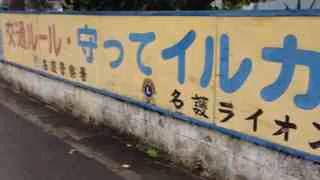 交通ルール・守ってイルカ
名護警察署
L
名護ライオン